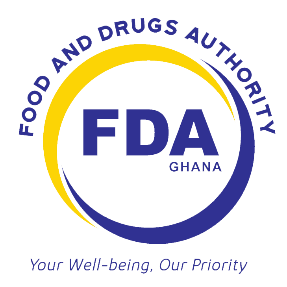 FOOD AND DRUGS AUTHORITY
FDA
GHANA
Your Well-being, Our Priority